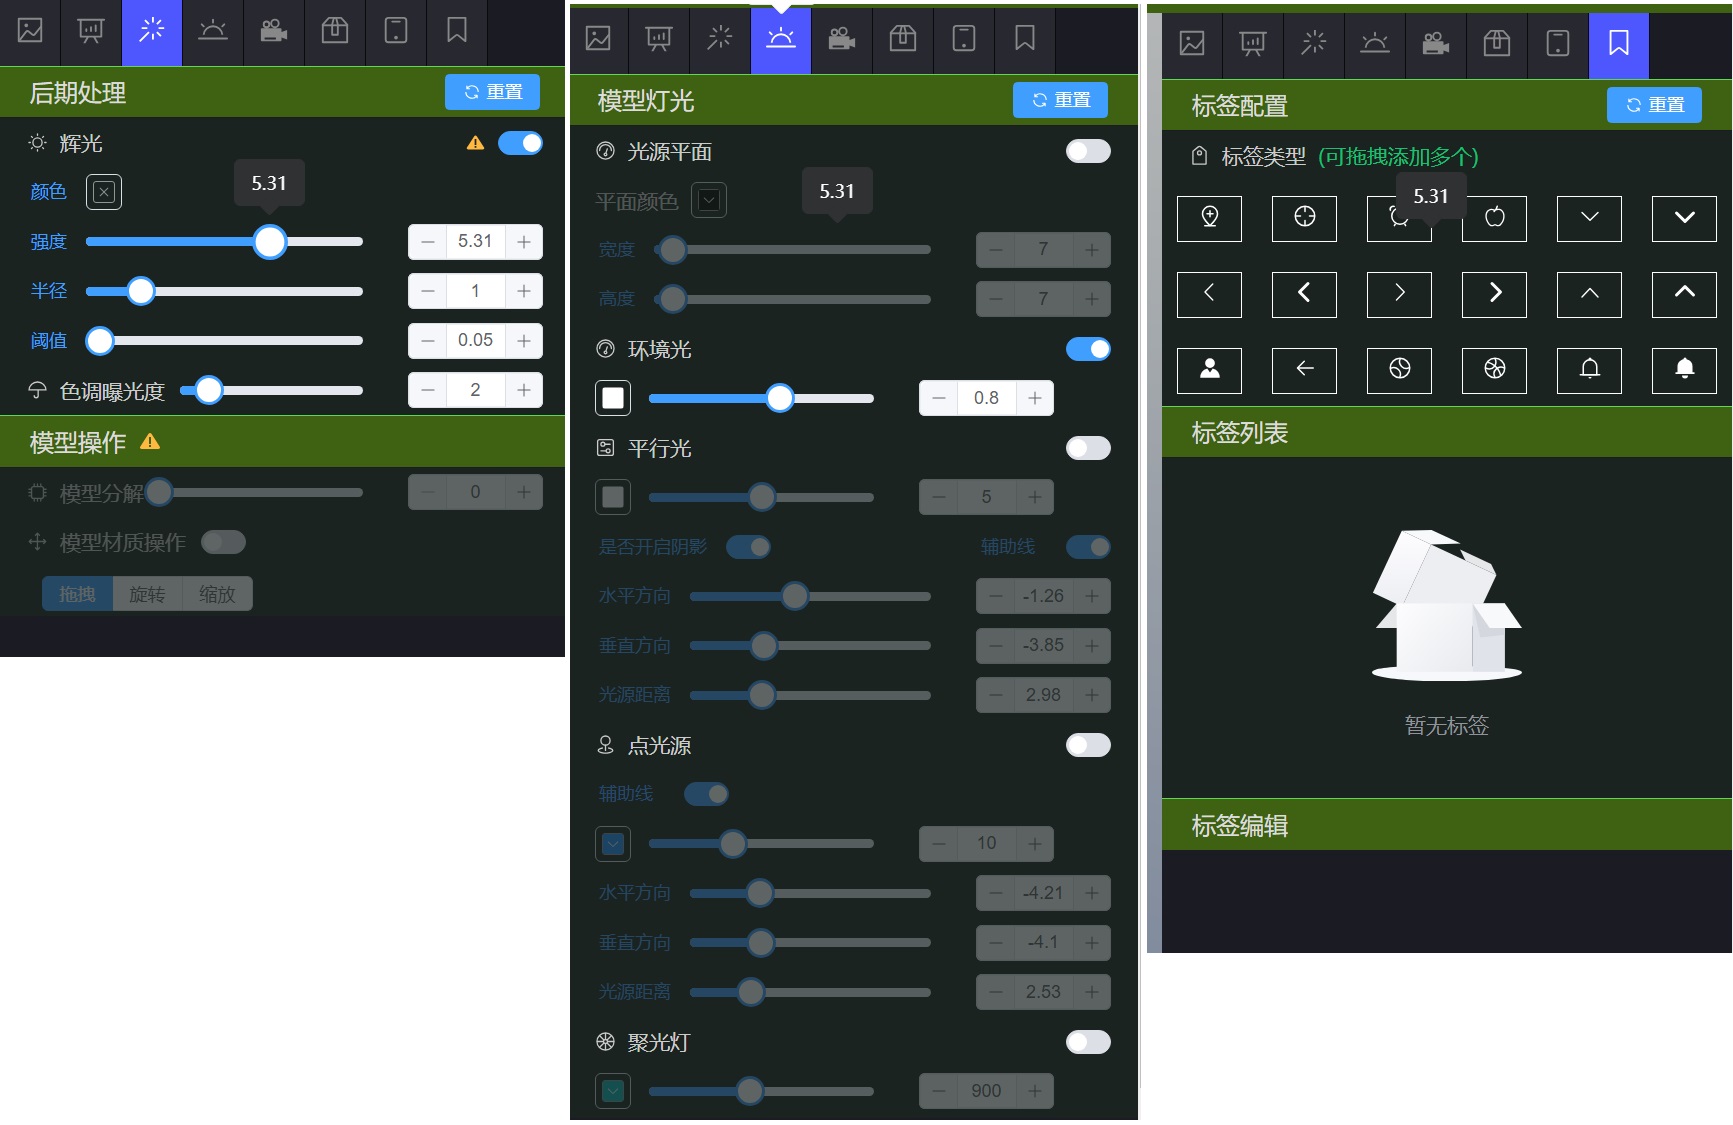 后期处理
重置
辉光
颜色
5.31
强度
5.31
半径
1
阈值
0.05
色调曝光度
2
模型操作
模型分解
0
模型材质操作
拖拽 旋转 缩放
模型灯光
重置
光源平面
平面颜色
5.31
宽度
7
高度
7
环境光
0.8
平行光
5
是否开启阴影
辅助线
水平方向
-1.26
垂直方向
-3.85
光源距离
2.98
点光源
辅助线
10
水平方向
-4.21
垂直方向
-4.1
光源距离
2.53
聚光灯
900
标签配置
重置
标签类型 (可拖拽添加多个)
5.31
标签列表
暂无标签
标签编辑